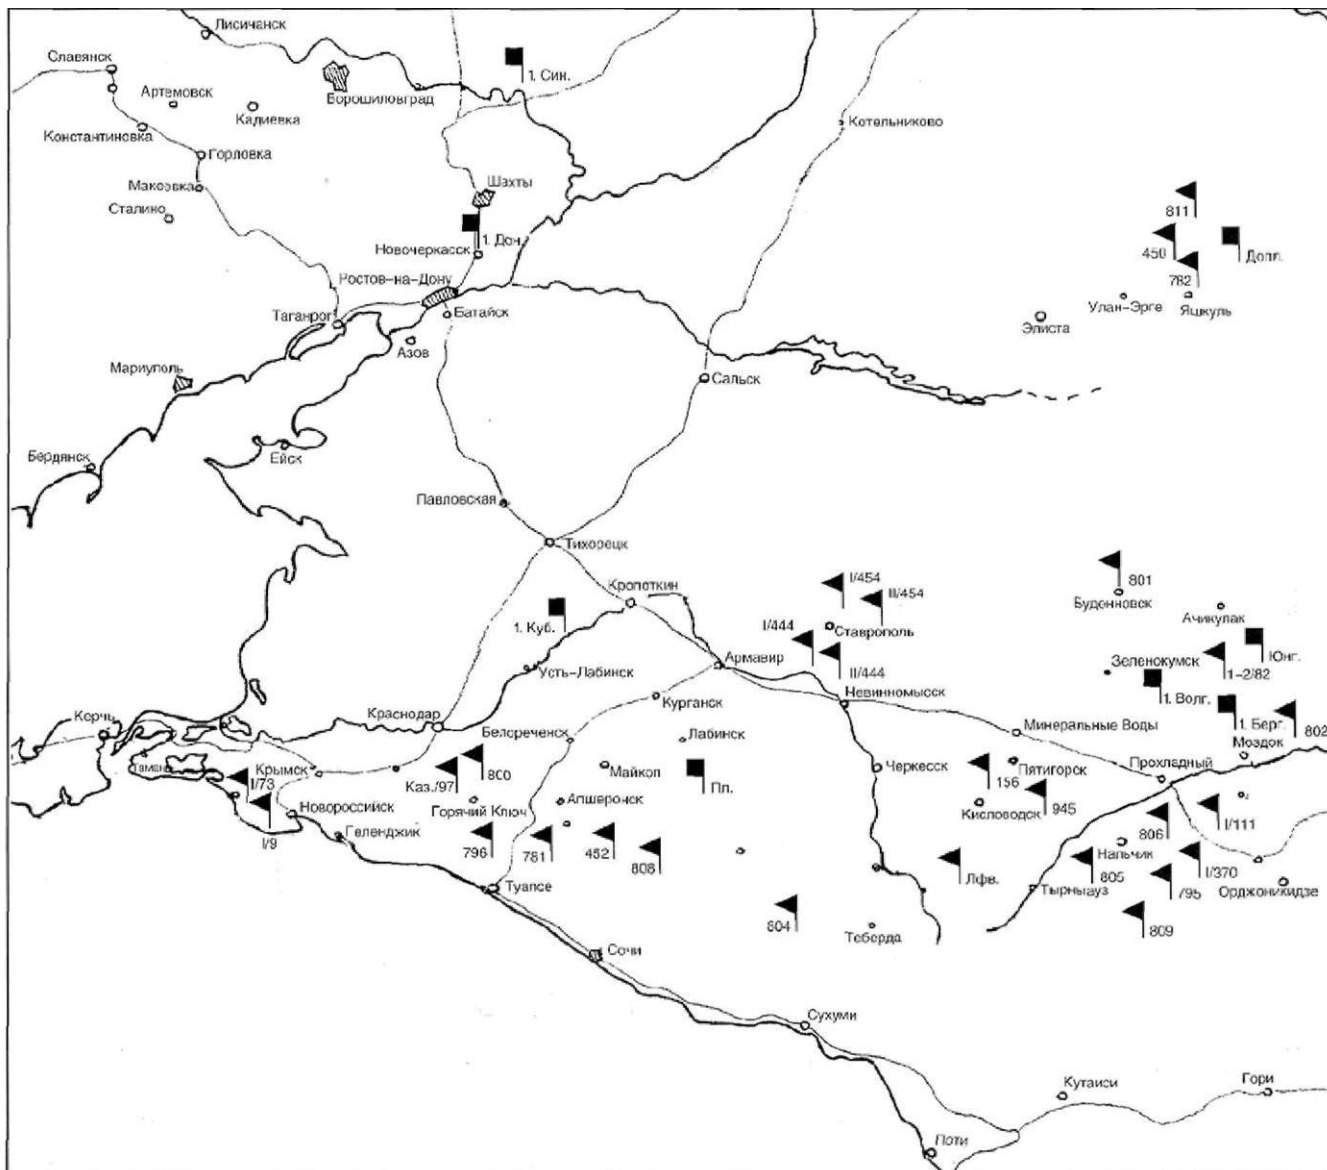 Лисичанск
Славянск
1. Син.
Артемовск
Ворошиловград
Кадиевка
Котельниково
Константиновка
Горловка
Шахты
Макеевка
811
Сталино
1. Дон.
450
Долл.
Новочеркасск
Ростов-на-Дону
782
Улан-Эрге
Яшкуль
Таганрог
Батайск
Элиста
Азов
Мариуполь
Сальск
Бердянск
Ейск
Павловская
Тихорецк
I/454
801
Кропоткин
II/454
Буденновск
Ачикулак
I/444
1. Куб.
Ставрополь
Юнг.
Армавир
Зеленокумск
Усть-Лабинск
II/444
1-2/82
Курганск
Невинномысск
1. Волг.
Керчь
Краснодар
1. Берг.
Белореченск
Лабинск
Минеральные Воды
802
Моздок
Тамань
Крымск
800
Майкоп
Черкесск
Пятигорск
Прохладный
I/73
Каз./97
Пл.
156
Новороссийск
Горячий Ключ
Апшеронск
Кисловодск
945
I/111
I/9
Геленджик
806
796
781
452
808
Нальчик
I/370
Лфв.
805
Туапсе
Тырныауз
795
Орджоникидзе
804
Теберда
809
Сочи
Сухуми
Кутаиси
Гори
Поти